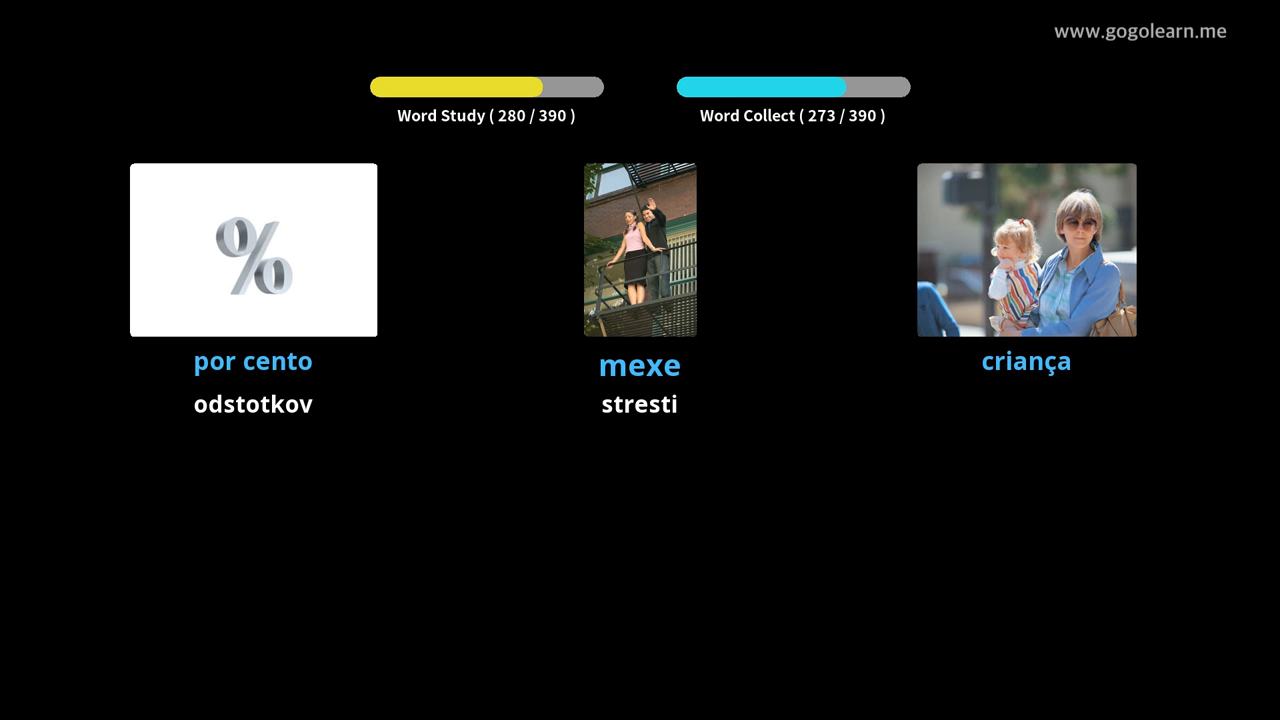 www.gogolearn.me
Word Study ( 280 / 390 )
Word Collect ( 273 / 390 )
%
por cento
mexe
criança
odstotkov
stresti